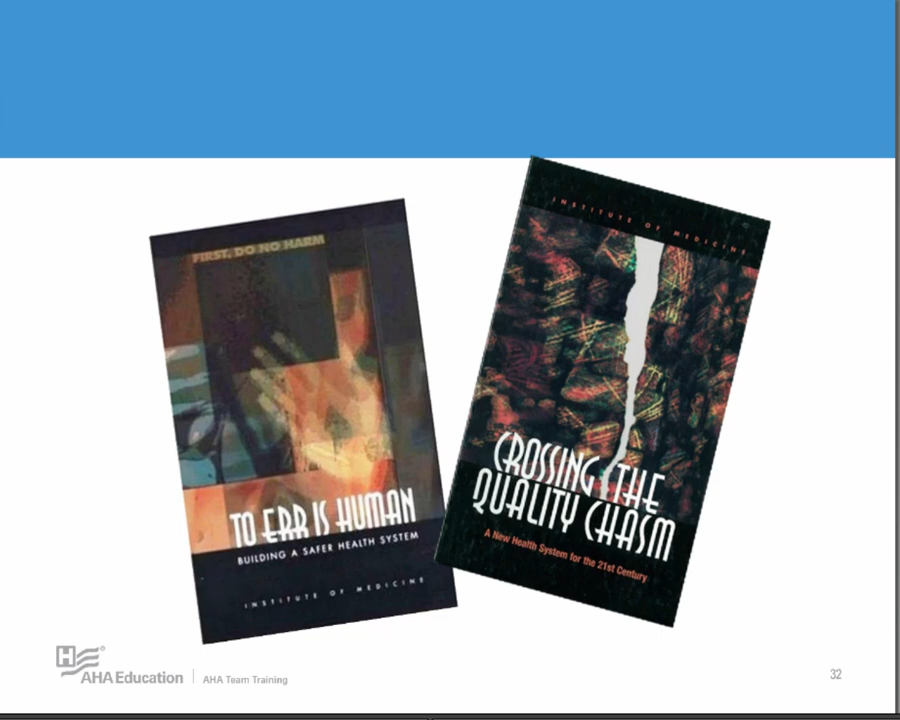 FIRST, DO NO HARM
TO ERR IS HUMAN
BUILDING A SAFER HEALTH SYSTEM
INSTITUTE OF MEDICINE
INSTITUTE OF MEDICINE
CROSSING THE
QUALITY CHASM
A New Health System for the 21st Century
H
AHA Education
AHA Team Training
32